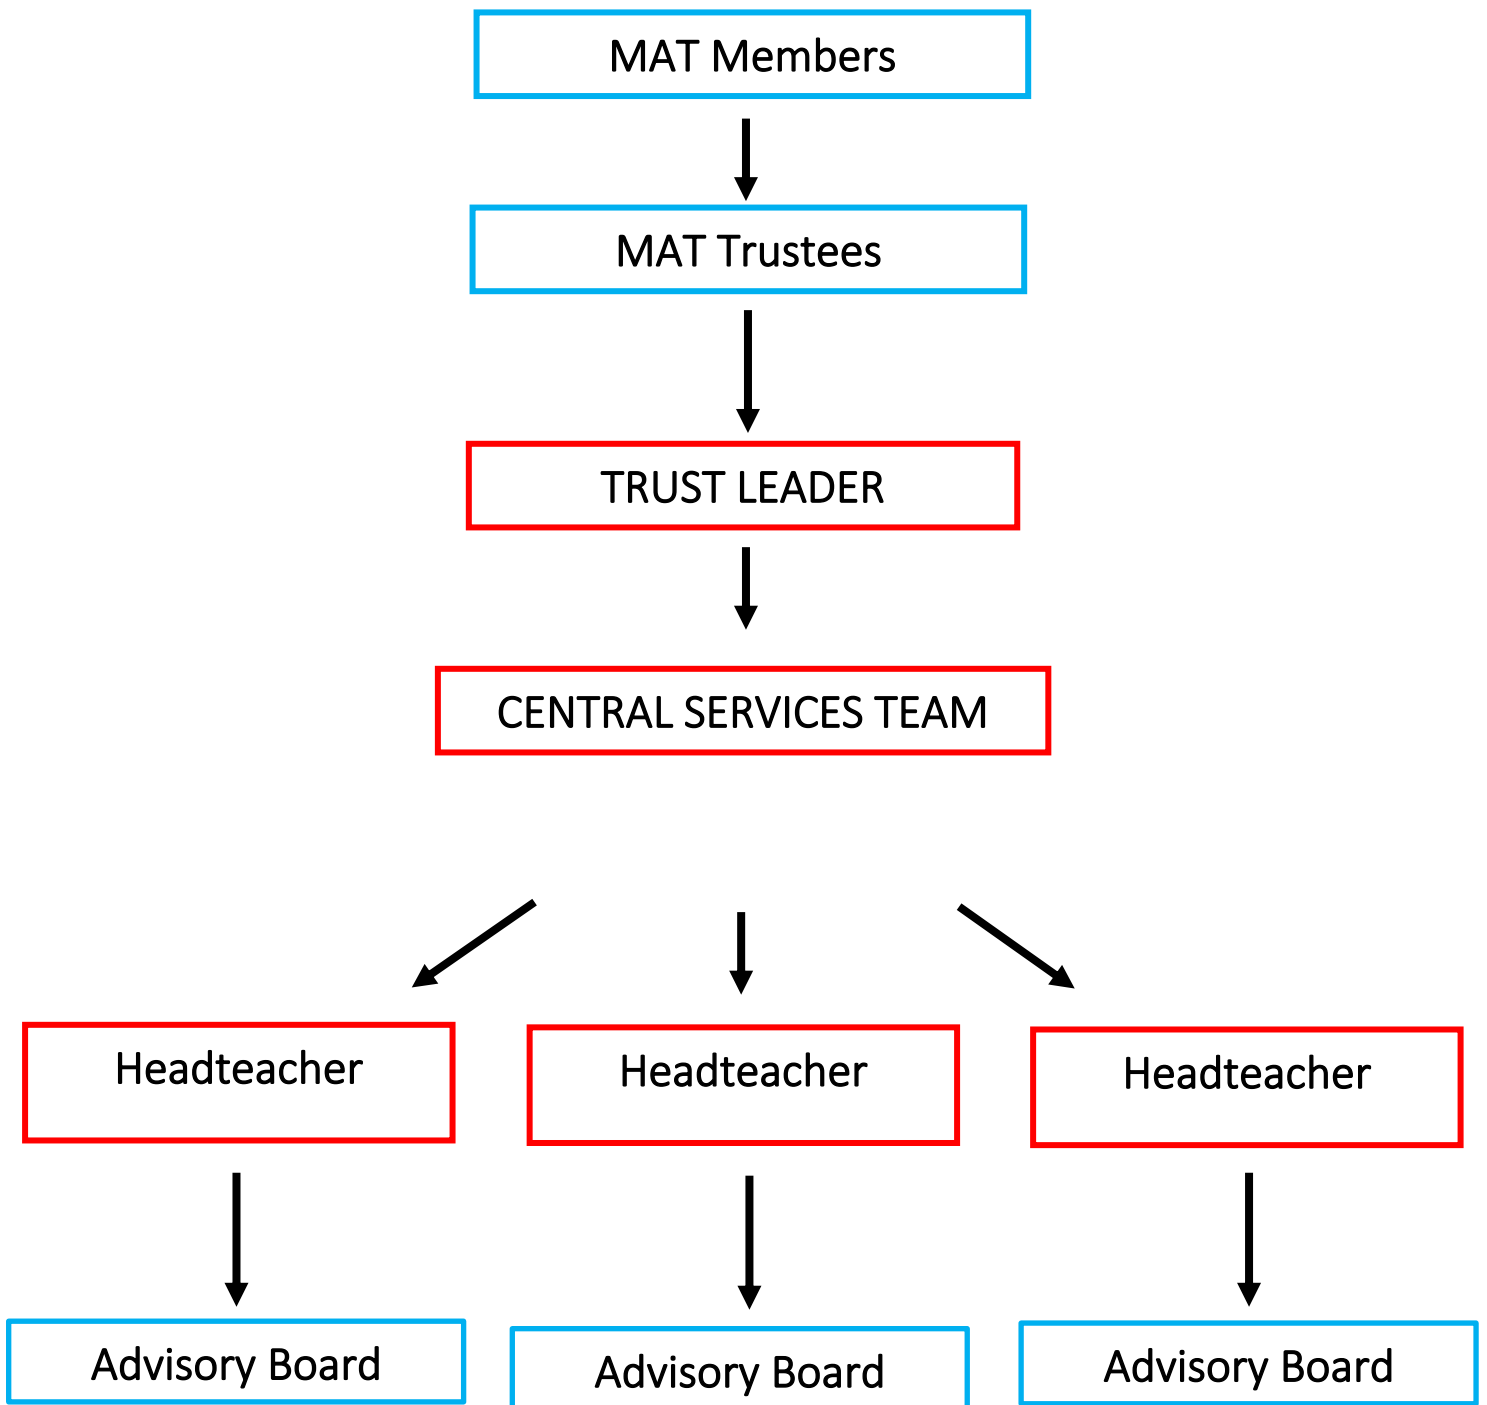 MAT Members
MAT Trustees
TRUST LEADER
CENTRAL SERVICES TEAM
Headteacher
Headteacher
Headteacher
Advisory Board
Advisory Board
Advisory Board